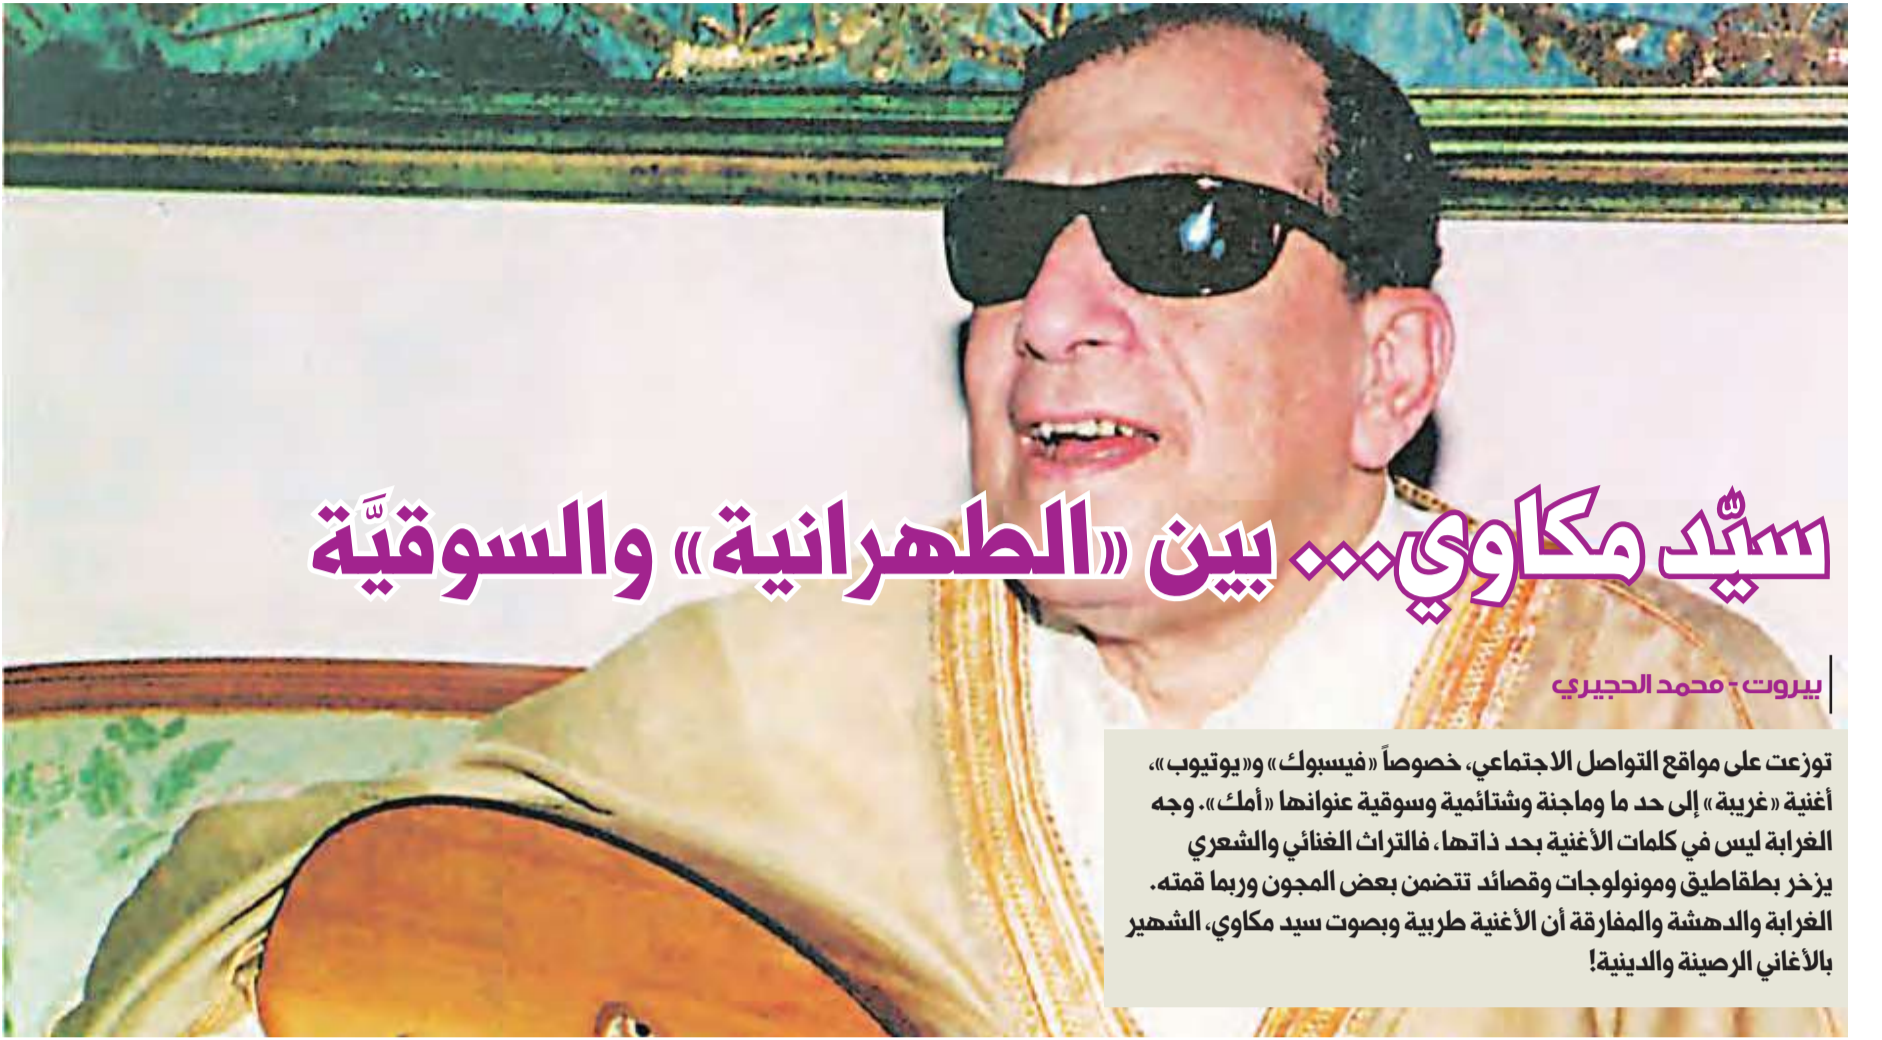 سيّد مكاوي... بين «الطهرانية» والسوقيَّة
بيروت - محمد الحجيري
توزعت على مواقع التواصل الاجتماعي، خصوصاً «فيسبوك» و«يوتيوب»،
أغنية «غريبة» إلى حد ما وماجنة وشتائمية وسوقية عنوانها «أمك». وجه
الغرابة ليس في كلمات الأغنية بحد ذاتها، فالتراث الغنائي والشعري
يزخر بطقاطيق ومونولوجات وقصائد تتضمن بعض المجون وربما قمته.
الغرابة والدهشة والمفارقة أن الأغنية طربية وبصوت سيد مكاوي، الشهير
بالأغاني الرصينة والدينية!